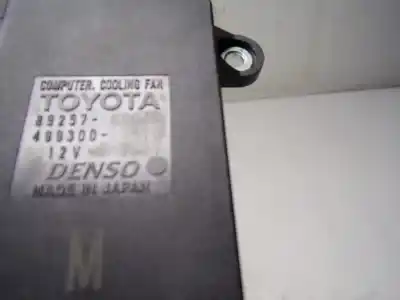 COMPUTER, COOLING FAN
TOYOTA
89257-
499300-
12V
DENSO
MADE IN JAPAN
M